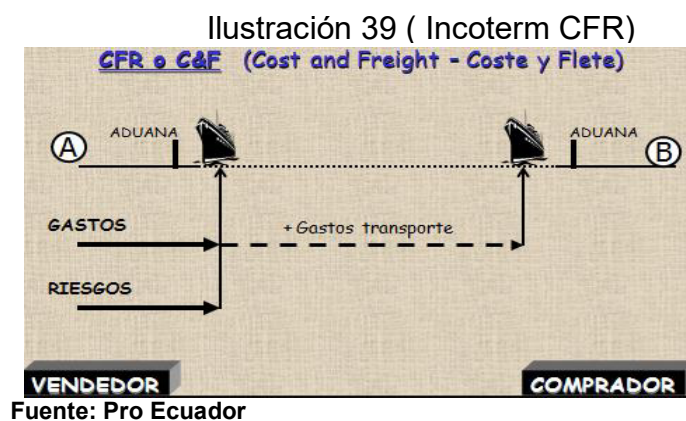 Ilustración 39 ( Incoterm CFR)
CFR o C&F (Cost and Freight - Coste y Flete)
A ADUANA ADUANA B
GASTOS + Gastos transporte
RIESGOS
VENDEDOR COMPRADOR
Fuente: Pro Ecuador